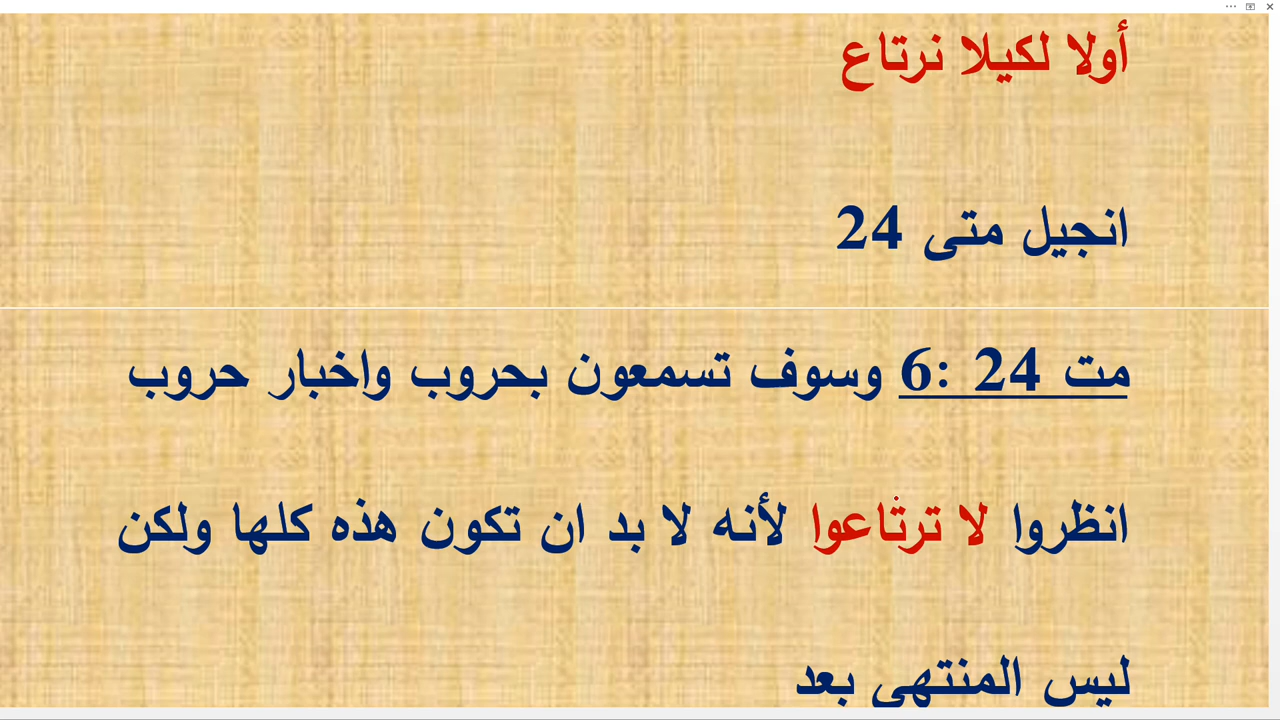 أولا لكيلا نرتاع
انجيل متى 24
مت 24 :6 وسوف تسمعون بحروب واخبار حروب
انظروا لا ترتاعوا لأنه لا بد ان تكون هذه كلها ولكن
ليس المنتهى بعد